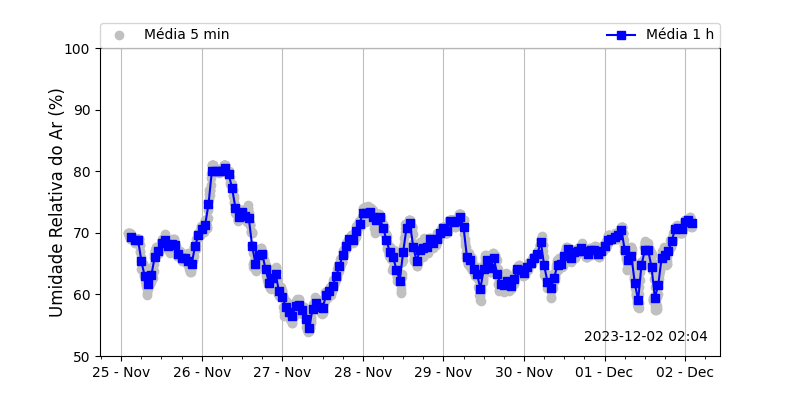 Média 5 min
Média 1 h
100
90
80
70
60
50
Umidade Relativa do Ar (%)
2023-12-02 02:04
25 - Nov
26 - Nov
27 - Nov
28 - Nov
29 - Nov
30 - Nov
01 - Dec
02 - Dec